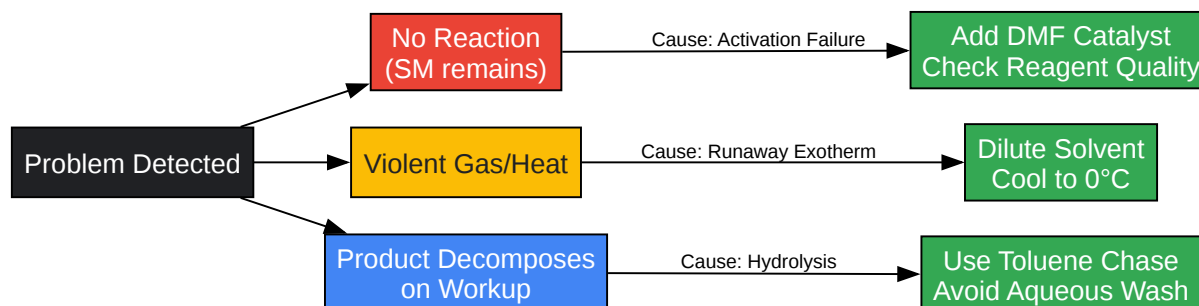 No Reaction
(SM remains)
Cause: Activation Failure
Add DMF Catalyst
Check Reagent Quality
Problem Detected
Violent Gas/Heat
Cause: Runaway Exotherm
Dilute Solvent
Cool to 0°C
Product Decomposes
on Workup
Cause: Hydrolysis
Use Toluene Chase
Avoid Aqueous Wash